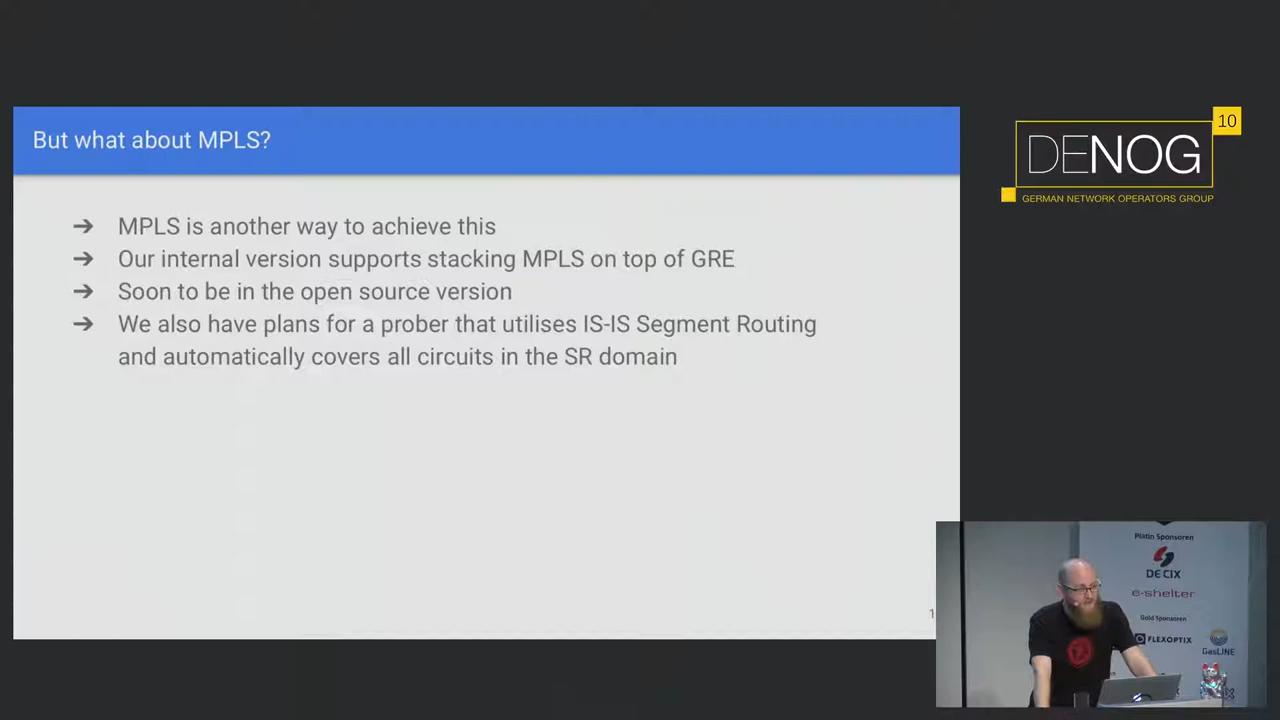 But what about MPLS?
➔ MPLS is another way to achieve this
➔ Our internal version supports stacking MPLS on top of GRE
➔ Soon to be in the open source version
➔ We also have plans for a prober that utilises IS-IS Segment Routing
and automatically covers all circuits in the SR domain
1
10
DENOG
GERMAN NETWORK OPERATORS GROUP
Platin Sponsoren
DE CIX
e-shelter
Gold Sponsoren
FLEXOPTIX
GasLINE